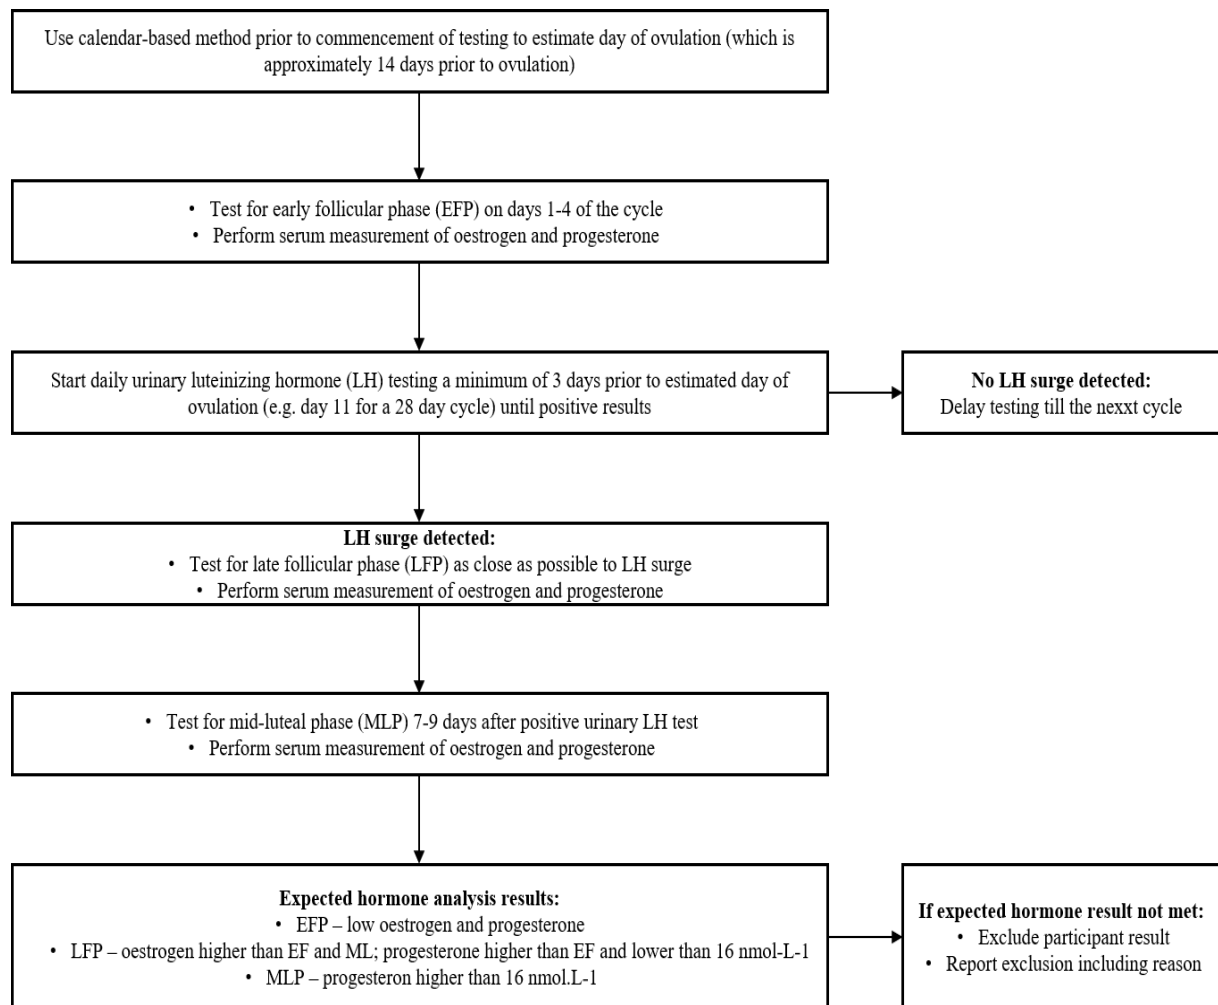 Use calendar-based method prior to commencement of testing to estimate day of ovulation (which is
approximately 14 days prior to ovulation)
• Test for early follicular phase (EFP) on days 1-4 of the cycle
• Perform serum measurement of oestrogen and progesterone
Start daily urinary luteinizing hormone (LH) testing a minimum of 3 days prior to estimated day of
ovulation (e.g. day 11 for a 28 day cycle) until positive results
No LH surge detected:
Delay testing till the nexxt cycle
LH surge detected:
• Test for late follicular phase (LFP) as close as possible to LH surge
• Perform serum measurement of oestrogen and progesterone
• Test for mid-luteal phase (MLP) 7-9 days after positive urinary LH test
• Perform serum measurement of oestrogen and progesterone
Expected hormone analysis results:
• EFP – low oestrogen and progesterone
• LFP – oestrogen higher than EF and ML; progesterone higher than EF and lower than 16 nmol-L-1
• MLP – progesteron higher than 16 nmol.L-1
If expected hormone result not met:
• Exclude participant result
• Report exclusion including reason